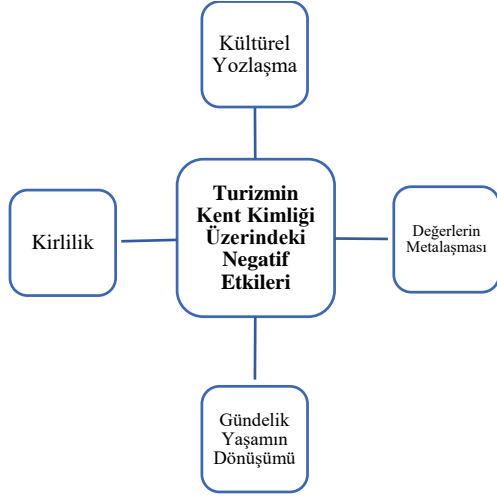 Kültürel
Yozlaşma
Turizmin
Kent Kimliği
Üzerindeki
Negatif
Etkileri
Kirlilik
Değerlerin
Metalaşması
Gündelik
Yaşamın
Dönüşümü